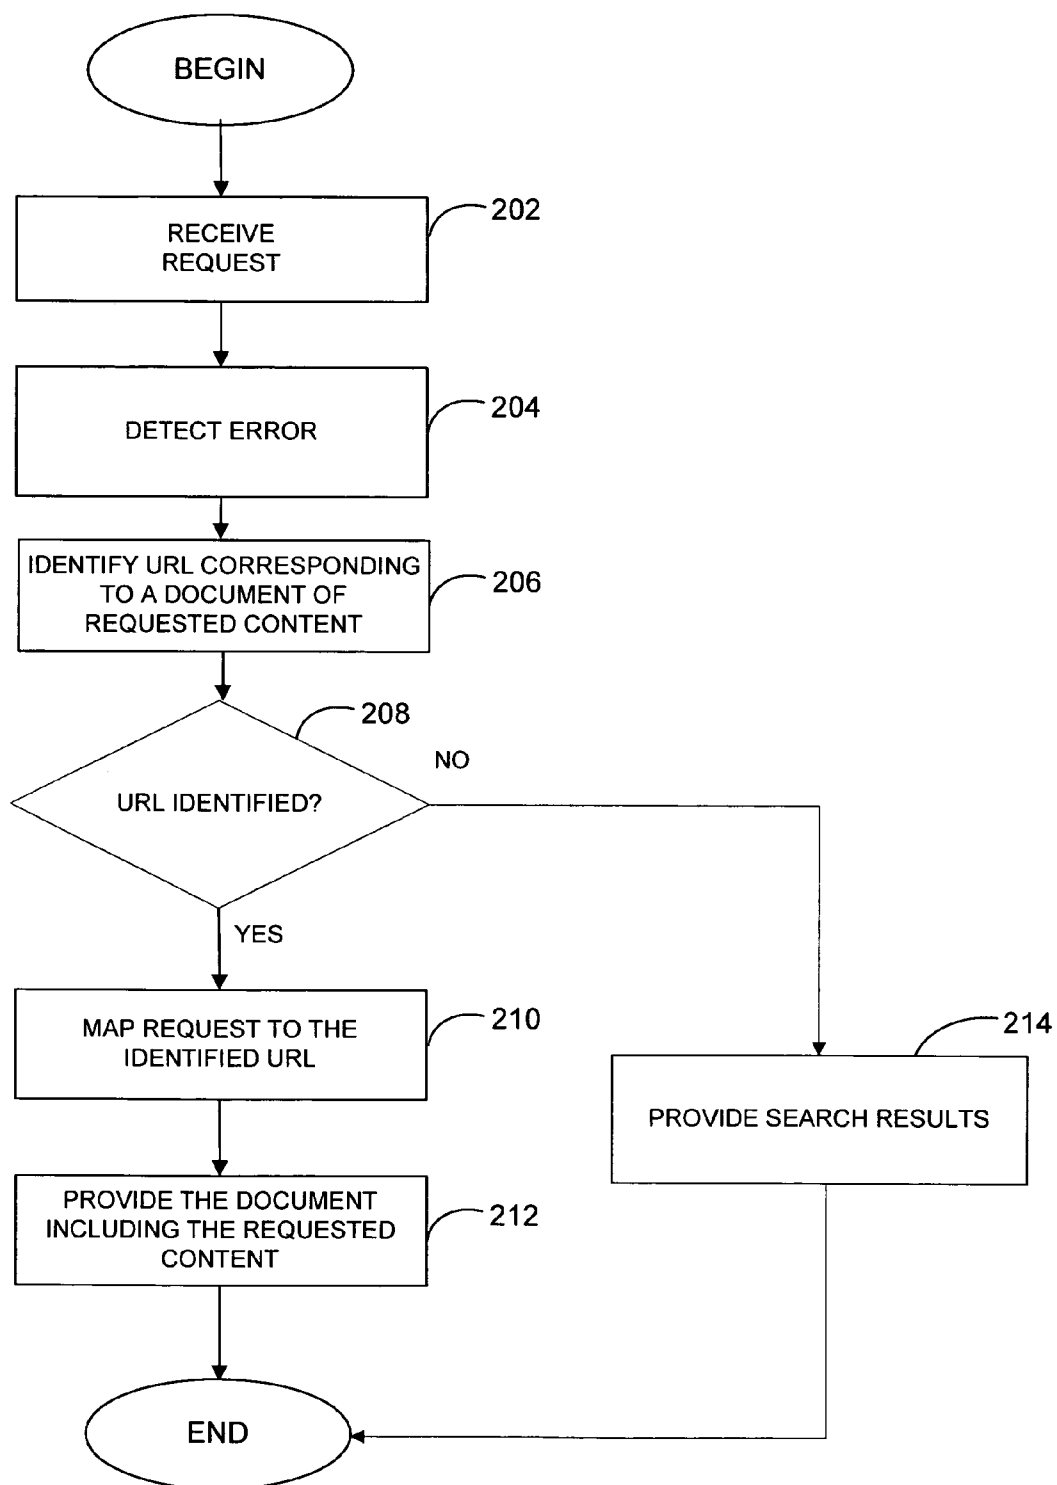 BEGIN
RECEIVE
REQUEST
202
DETECT ERROR
204
IDENTIFY URL CORRESPONDING
TO A DOCUMENT OF
REQUESTED CONTENT
206
208
URL IDENTIFIED?
NO
YES
MAP REQUEST TO THE
IDENTIFIED URL
210
214
PROVIDE SEARCH RESULTS
PROVIDE THE DOCUMENT
INCLUDING THE REQUESTED
CONTENT
212
END